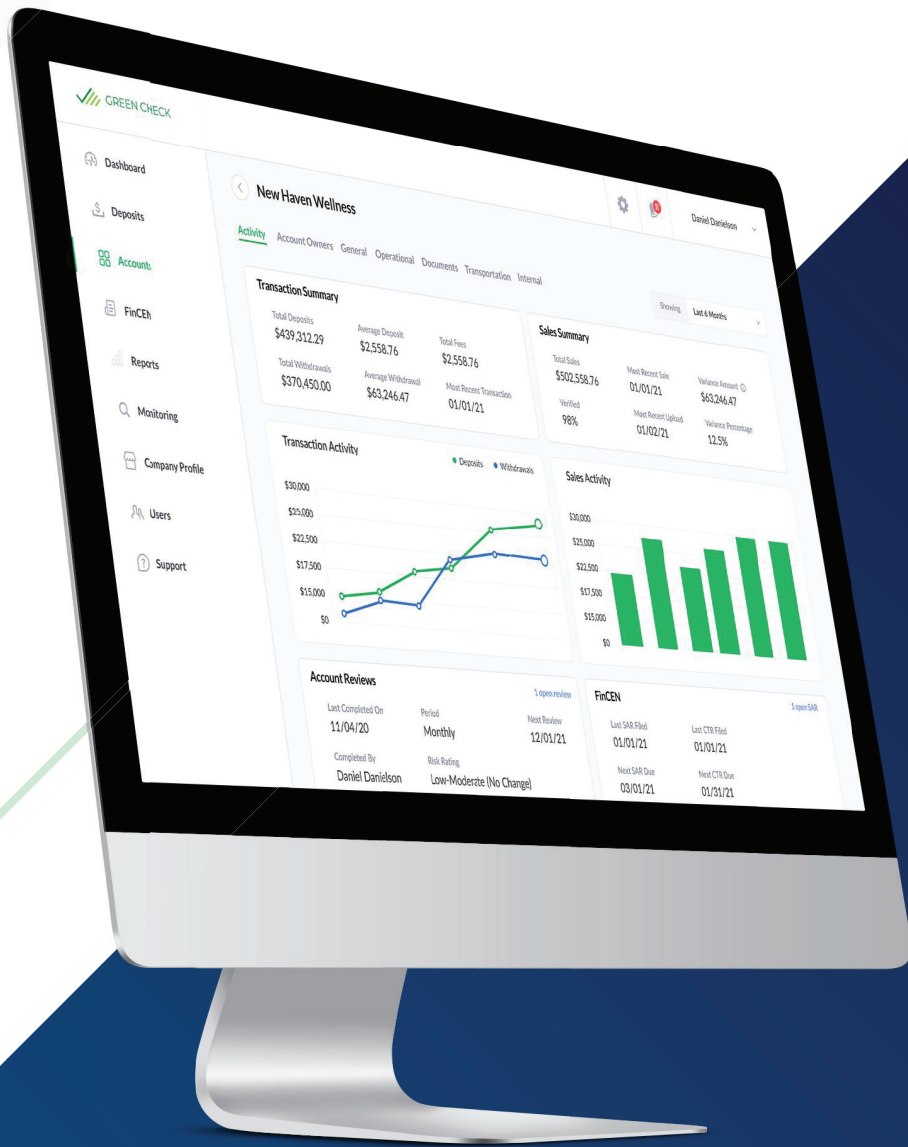 GREEN CHECK
Daniel Danielson
Dashboard
Deposits
Accounts
FinCEN
Reports
Monitoring
Company Profile
Users
Support
New Haven Wellness
Activity Account Owners General Operational Documents Transportation Internal
Showing Last 6 Months
Transaction Summary
Total Deposits Average Deposit Total Fees
$439,312.29 $2,558.76 $2,558.76
Total Withdrawals Average Withdrawal Most Recent Transaction
$370,450.00 $63,246.47 01/01/21
Sales Summary
Total Sales Most Recent Sale Variance Amount
$502,558.76 01/01/21 $63,246.47
Verified Most Recent Upload Variance Percentage
98% 01/02/21 12.5%
Transaction Activity
Deposits Withdrawals
$30,000
$25,000
$22,500
$17,500
$15,000
$0
Sales Activity
$30,000
$25,000
$22,500
$17,500
$15,000
$0
Account Reviews
1 open review
Last Completed On Period Next Review
11/04/20 Monthly 12/01/21
Completed By Risk Rating
Daniel Danielson Low-Moderate (No Change)
FinCEN
1 open SAR
Last SAR Filed Last CTR Filed
01/01/21 01/01/21
Next SAR Due Next CTR Due
03/01/21 01/31/21